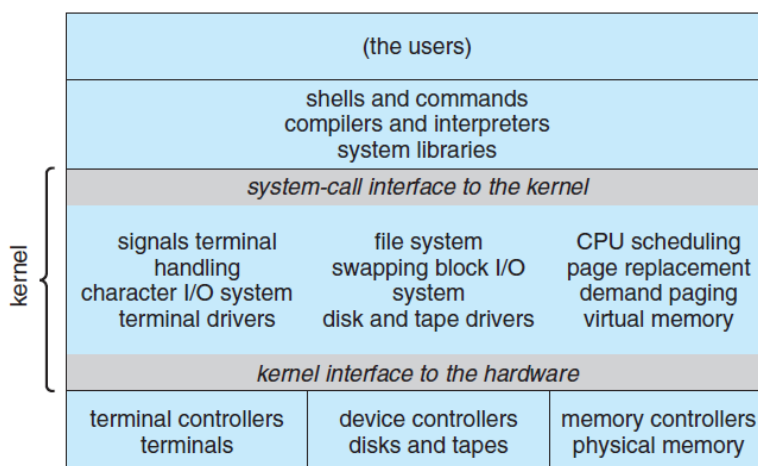 (the users)
shells and commands
compilers and interpreters
system libraries
system-call interface to the kernel
kernel
signals terminal
handling
character I/O system
terminal drivers
file system
swapping block I/O
system
disk and tape drivers
CPU scheduling
page replacement
demand paging
virtual memory
kernel interface to the hardware
terminal controllers
terminals
device controllers
disks and tapes
memory controllers
physical memory